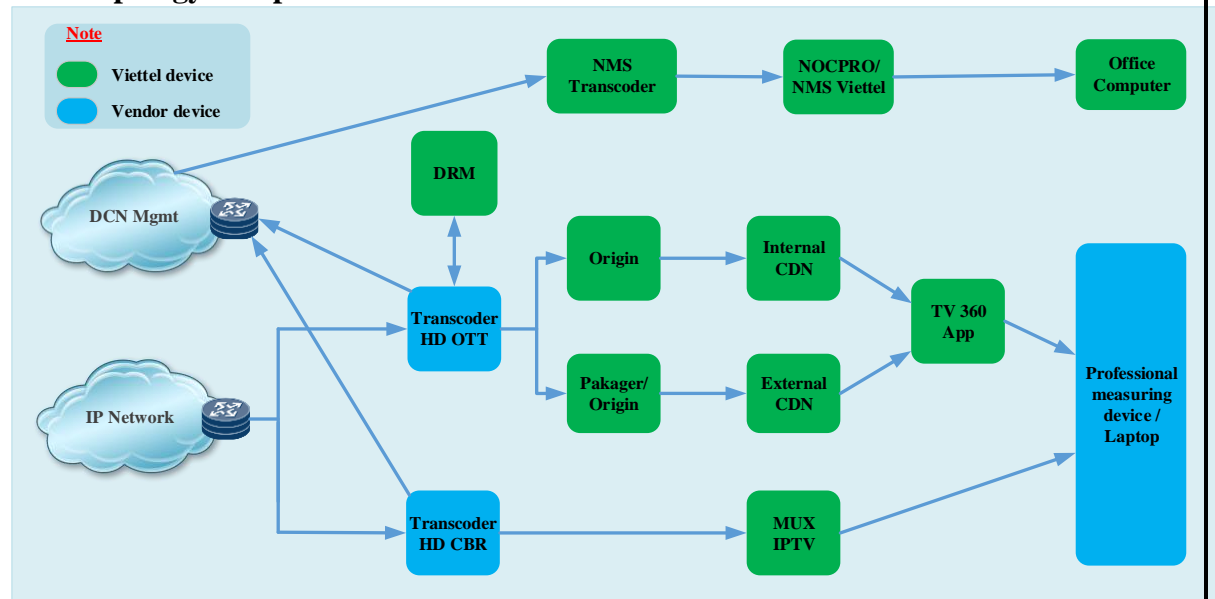 Note
Viettel device
Vendor device
NMS
Transcoder
NOCPRO/
NMS Viettel
Office
Computer
DCN Mgmt
DRM
Origin
Internal
CDN
Transcoder
HD OTT
TV 360
App
IP Network
Pakager/
Origin
External
CDN
Professional
measuring
device /
Laptop
Transcoder
HD CBR
MUX
IPTV